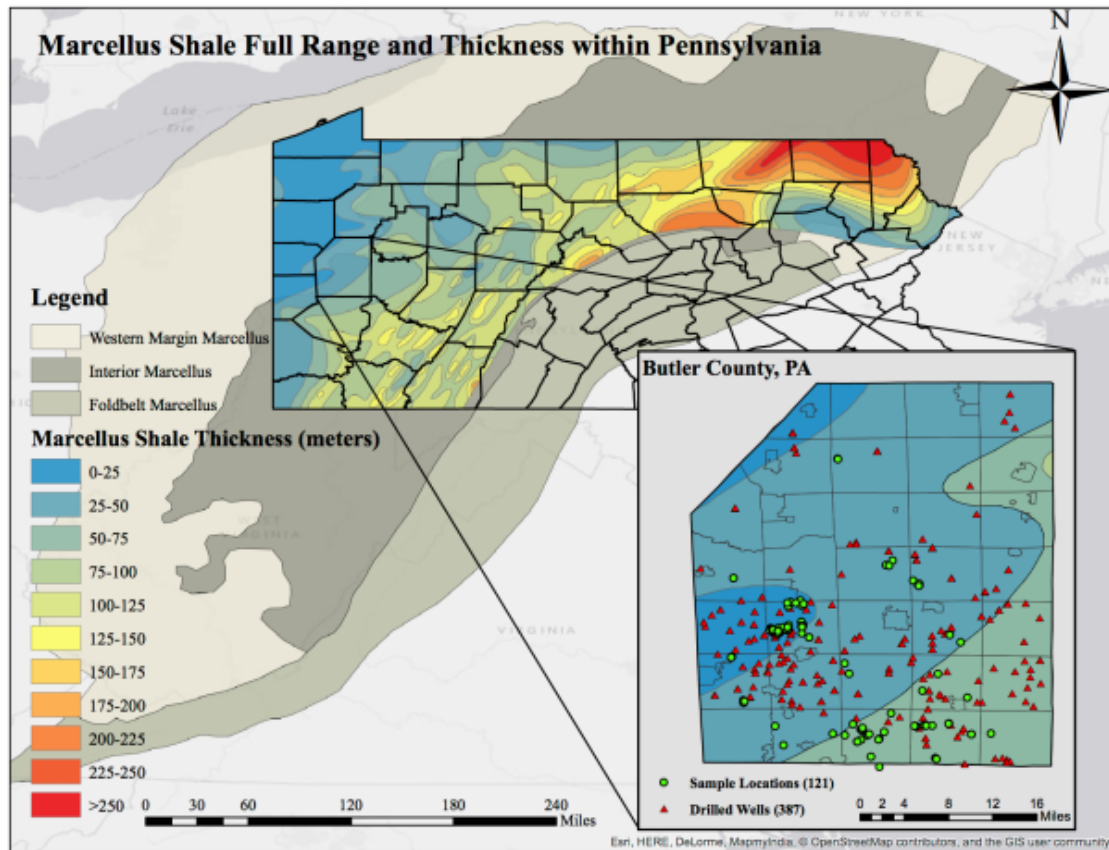 NEW YORK
N
Marcellus Shale Full Range and Thickness within Pennsylvania
Lake
Erie
NEW
JERSEY
Legend
Western Margin Marcellus
Interior Marcellus
Foldbelt Marcellus
Marcellus Shale Thickness (meters)
0-25
25-50
50-75
75-100
100-125
125-150
150-175
175-200
200-225
225-250
>250
WEST
VIRGINIA
VIRGINIA
0 30 60 120 180 240
Miles
Butler County, PA
Sample Locations (121)
Drilled Wells (387)
0 2 4 8 12 16
Miles
Esri, HERE, DeLorme, MapmyIndia, © OpenStreetMap contributors, and the GIS user community